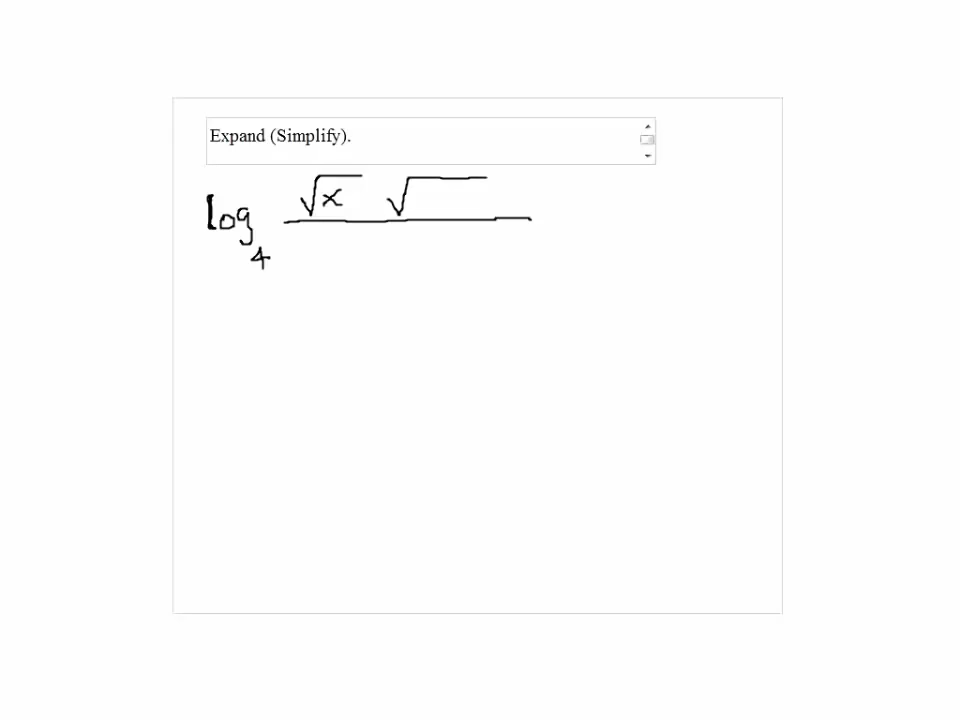 Expand (Simplify).
log₄ √x √